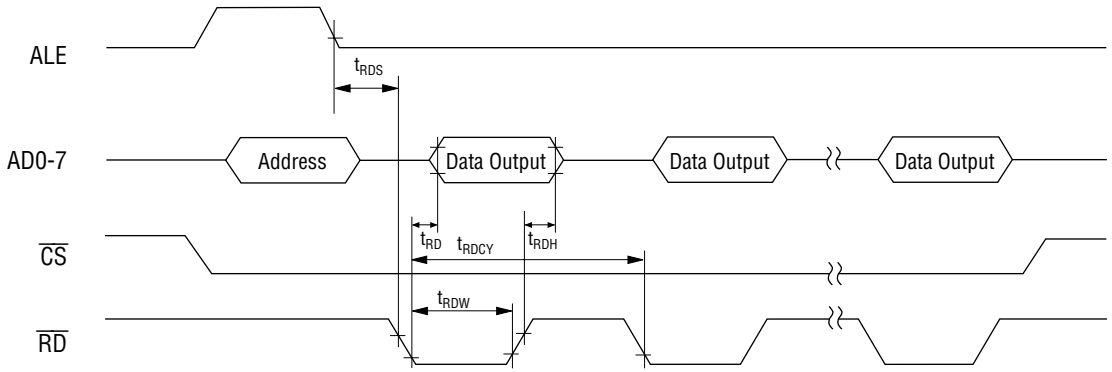 ALE
tRDS
AD0-7
Address
Data Output
Data Output
Data Output
tRD
tRDH
tRDCY
CS
tRDW
RD